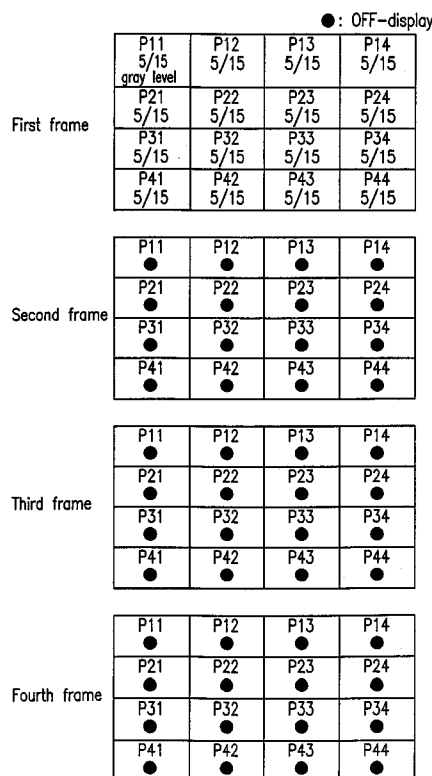 ●: OFF-display
P11 P12 P13 P14
5/15 5/15 5/15 5/15
gray level
First frame
P21 P22 P23 P24
5/15 5/15 5/15 5/15
P31 P32 P33 P34
5/15 5/15 5/15 5/15
P41 P42 P43 P44
5/15 5/15 5/15 5/15
Second frame
P11 P12 P13 P14
● ● ● ●
P21 P22 P23 P24
● ● ● ●
P31 P32 P33 P34
● ● ● ●
P41 P42 P43 P44
● ● ● ●
Third frame
P11 P12 P13 P14
● ● ● ●
P21 P22 P23 P24
● ● ● ●
P31 P32 P33 P34
● ● ● ●
P41 P42 P43 P44
● ● ● ●
Fourth frame
P11 P12 P13 P14
● ● ● ●
P21 P22 P23 P24
● ● ● ●
P31 P32 P33 P34
● ● ● ●
P41 P42 P43 P44
● ● ● ●